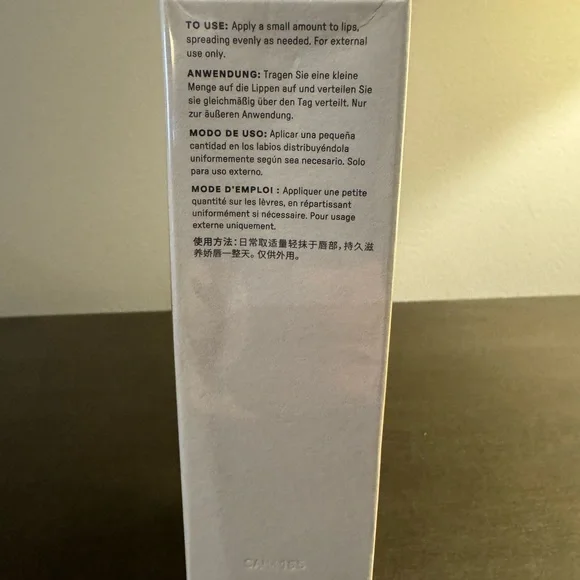 TO USE: Apply a small amount to lips,
spreading evenly as needed. For external
use only.
ANWENDUNG: Tragen Sie eine kleine
Menge auf die Lippen auf und verteilen Sie
sie gleichmäßig über den Tag verteilt. Nur
zur äußeren Anwendung.
MODO DE USO: Aplicar una pequeña
cantidad en los labios distribuyéndola
uniformemente según sea necesario. Solo
para uso externo.
MODE D'EMPLOI : Appliquer une petite
quantité sur les lèvres, en répartissant
uniformément si nécessaire. Pour usage
externe uniquement.
使用方法：日常取适量轻抹于唇部，持久滋
养娇唇一整天。仅供外用。